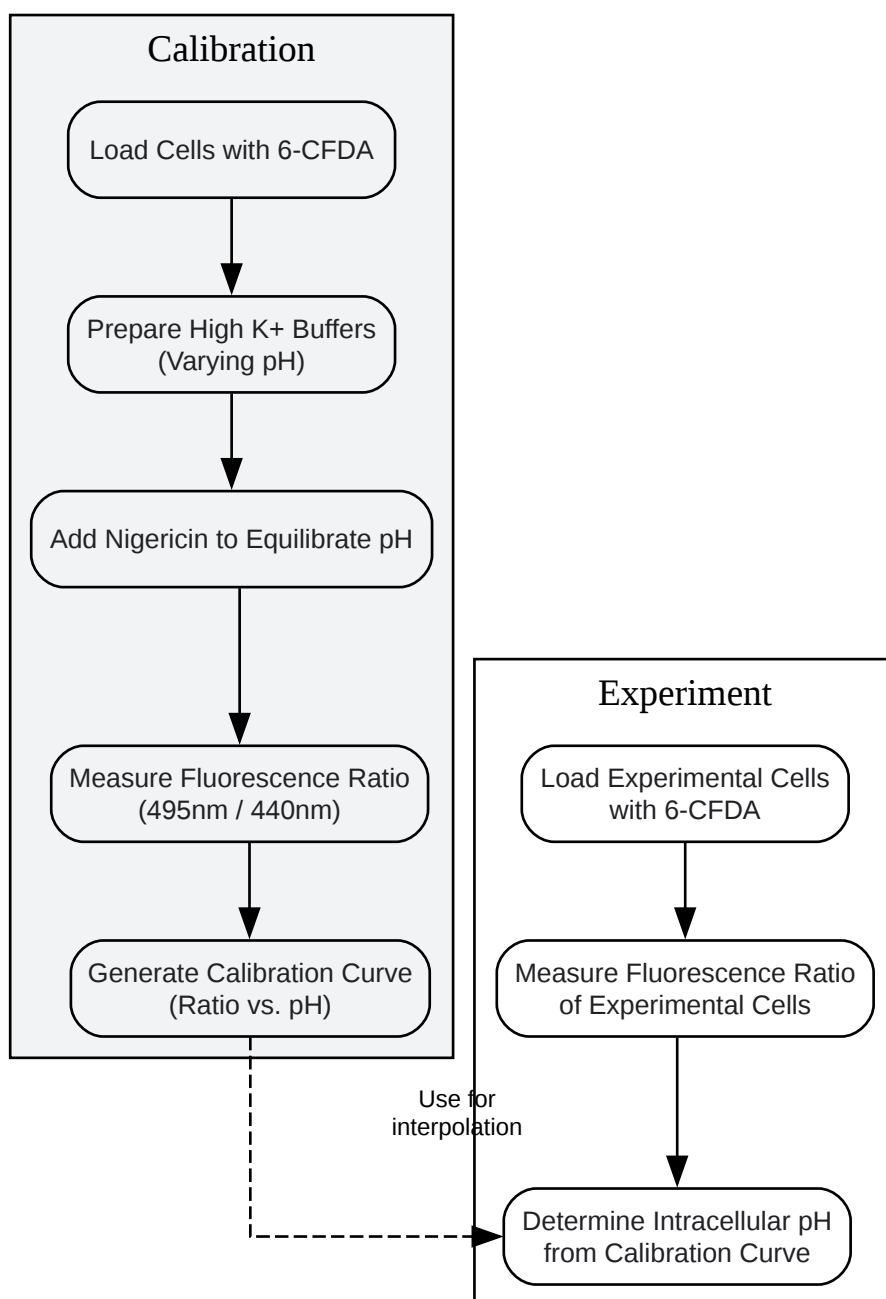 Calibration
Load Cells with 6-CFDA
Prepare High K+ Buffers
(Varying pH)
Add Nigericin to Equilibrate pH
Measure Fluorescence Ratio
(495nm / 440nm)
Generate Calibration Curve
(Ratio vs. pH)
Use for
interpolation
Experiment
Load Experimental Cells
with 6-CFDA
Measure Fluorescence Ratio
of Experimental Cells
Determine Intracellular pH
from Calibration Curve